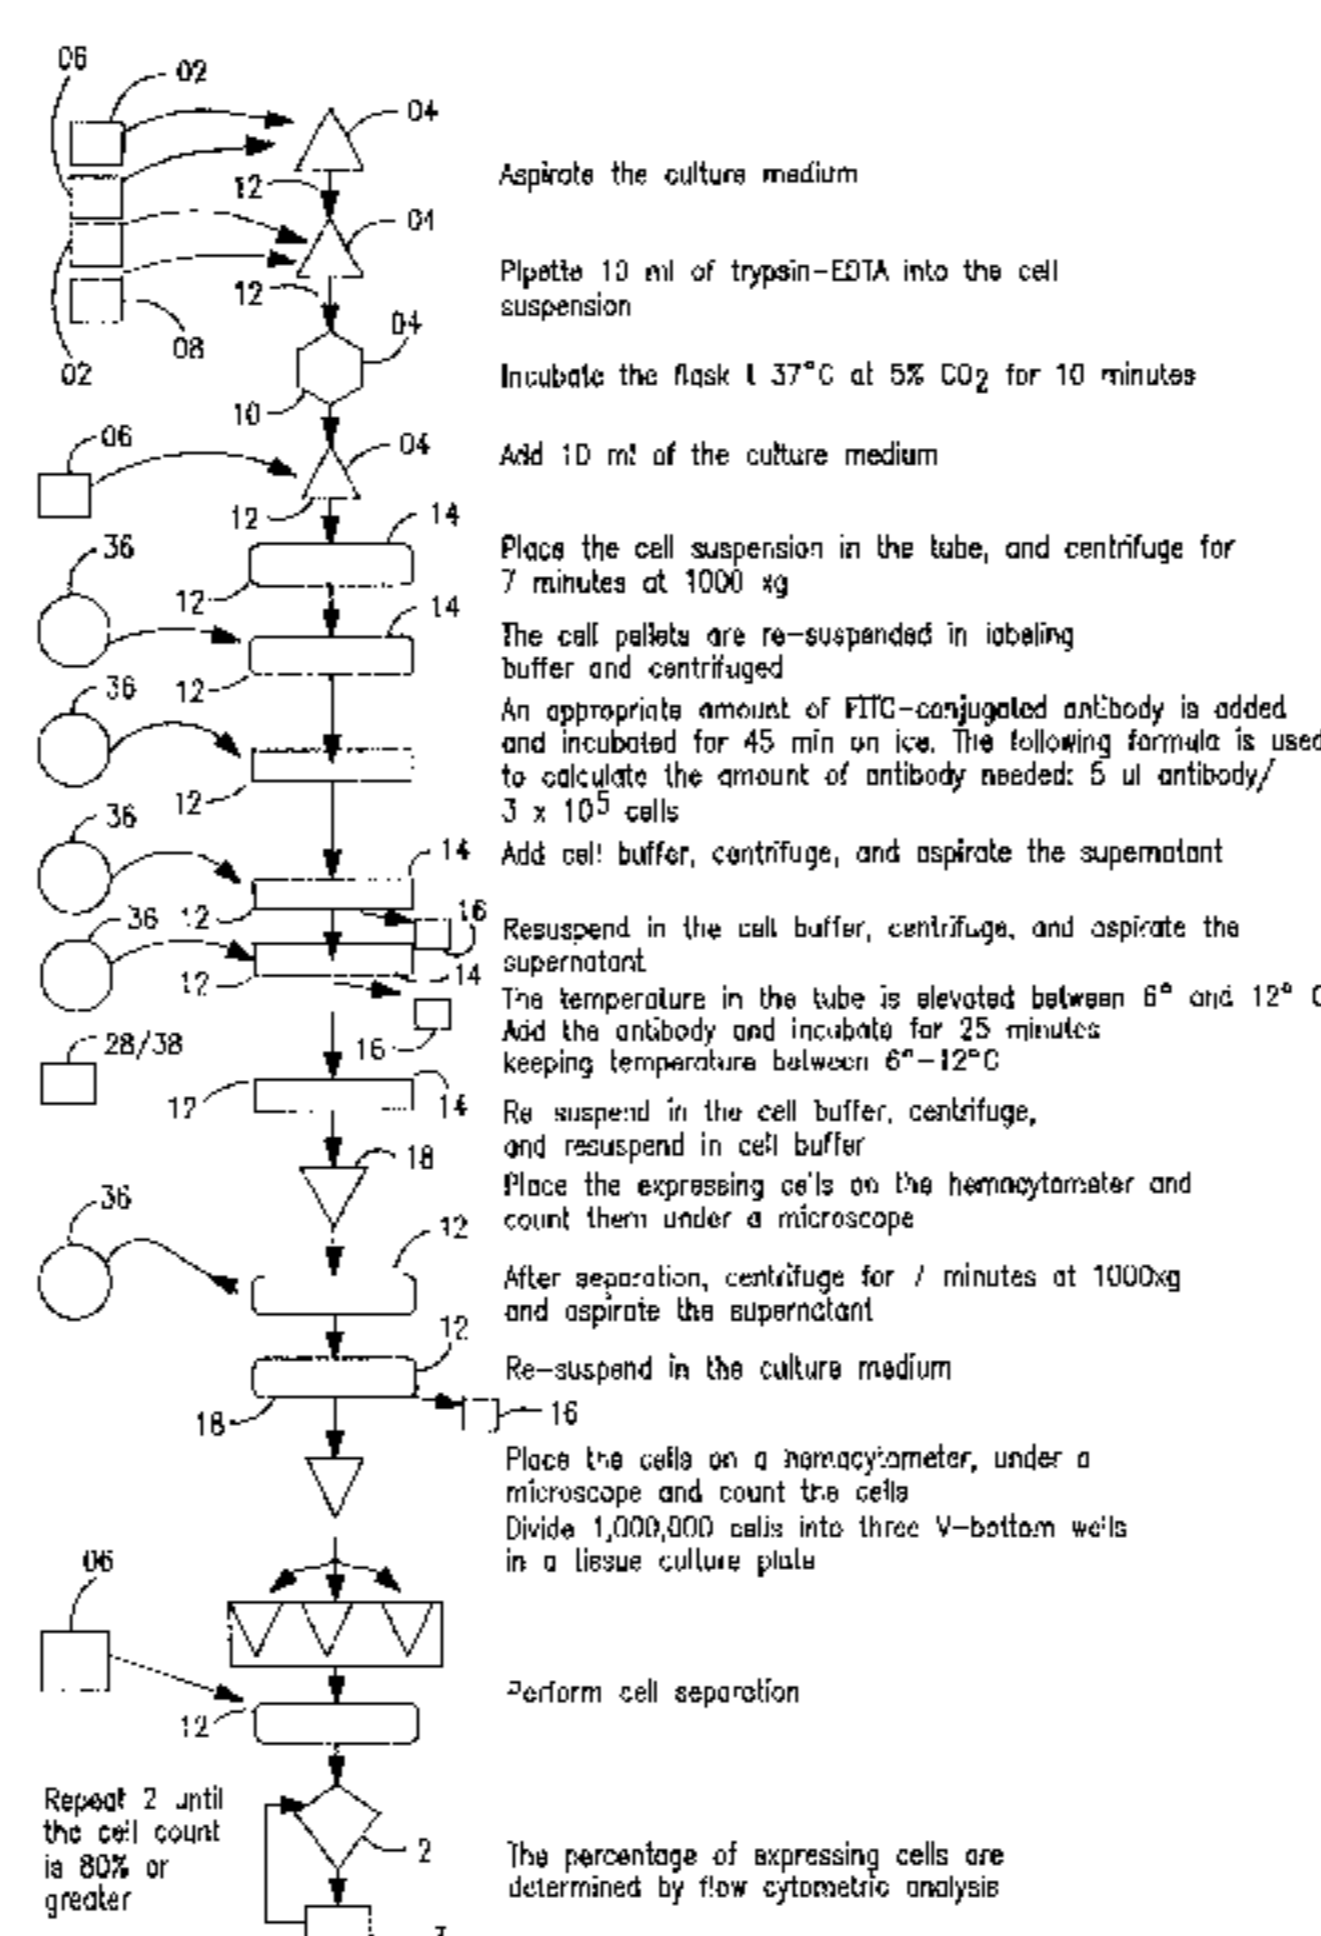 06
02
04
Aspirate the culture medium
12
04
Pipette 10 ml of trypsin-EDTA into the cell
suspension
12
08
02
04
Incubate the flask 37°C at 5% CO2 for 10 minutes
10
06
04
Add 10 ml of the culture medium
12
14
36
Place the cell suspension in the tube, and centrifuge for
7 minutes at 1000 xg
12
14
The cell pellets are re-suspended in labeling
buffer and centrifuged
12
36
An appropriate amount of FITC-conjugated antibody is added
and incubated for 45 min on ice. The following formula is used
to calculate the amount of antibody needed: 5 ul antibody/
3 x 105 cells
12
36
14
Add cell buffer, centrifuge, and aspirate the supernatant
36
12
16
Resuspend in the cell buffer, centrifuge, and aspirate the
supernatant
12
14
The temperature in the tube is elevated between 6° and 12° C
Add the antibody and incubate for 25 minutes
keeping temperature between 6°-12°C
16
28/38
12
14
Re suspend in the cell buffer, centrifuge,
and resuspend in cell buffer
18
Place the expressing cells on the hemacytometer and
count them under a microscope
36
12
After separation, centrifuge for 7 minutes at 1000xg
and aspirate the supernatant
12
Re-suspend in the culture medium
18
16
Place the cells on a hemacytometer, under a
microscope and count the cells
Divide 1,000,000 cells into three V-bottom wells
in a tissue culture plate
06
Perform cell separation
12
Repeat 2 until
the cell count
is 80% or
greater
2
The percentage of expressing cells are
determined by flow cytometric analysis